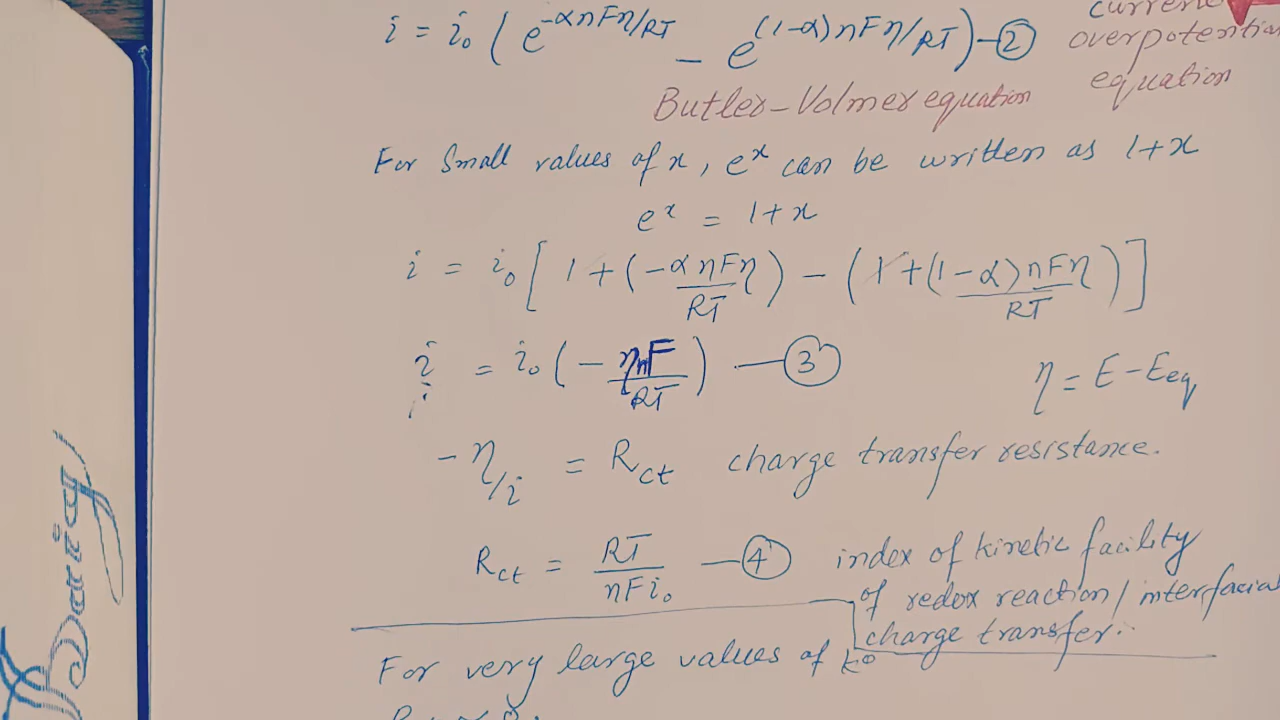 i = i₀ ( e^(-αnFη/RT) - e^((1-α)nFη/RT) ) - ②
overpotential
equation
Butler-Volmer equation
For Small values of x, eˣ can be written as 1+x
eˣ = 1+x
i = i₀ [ 1 + (-αnFη/RT) - (1+(1-α)nFη/RT) ]
i = i₀ ( - ηnF/RT ) — ③
η = E - Eeq
- η/i = Rct charge transfer resistance.
Rct = RT/nFi₀ — ④ index of kinetic facility
of redox reaction/interfacial
charge transfer.
For very large values of k⁰